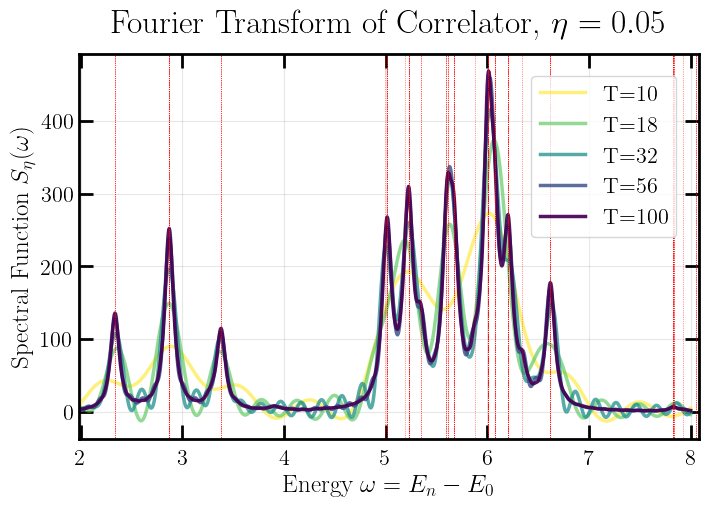 Fourier Transform of Correlator, η = 0.05
Spectral Function S_η(ω)
400
300
200
100
0
T=10
T=18
T=32
T=56
T=100
2 3 4 5 6 7 8
Energy ω = E_n − E_0